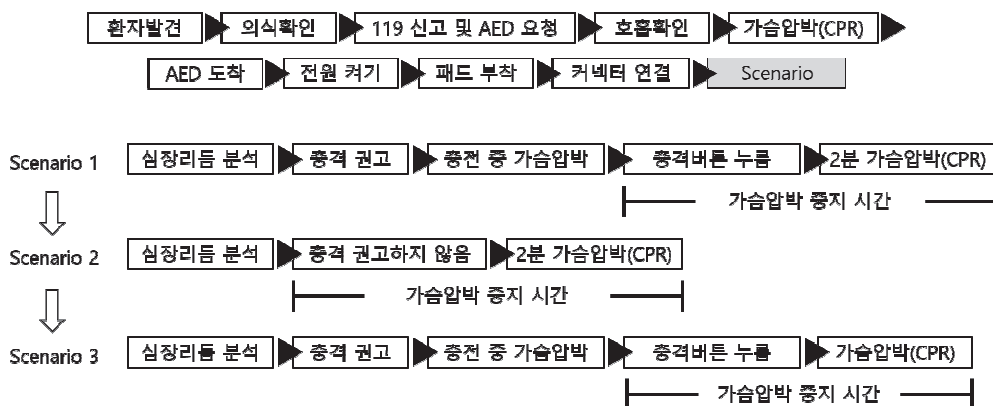 환자발견 의식확인 119 신고 및 AED 요청 호흡확인 가슴압박(CPR)
AED 도착 전원 켜기 패드 부착 커넥터 연결 Scenario
Scenario 1 심장리듬 분석 충격 권고 충전 중 가슴압박 충격버튼 누름 2분 가슴압박(CPR)
가슴압박 중지 시간
Scenario 2 심장리듬 분석 충격 권고하지 않음 2분 가슴압박(CPR)
가슴압박 중지 시간
Scenario 3 심장리듬 분석 충격 권고 충전 중 가슴압박 충격버튼 누름 가슴압박(CPR)
가슴압박 중지 시간